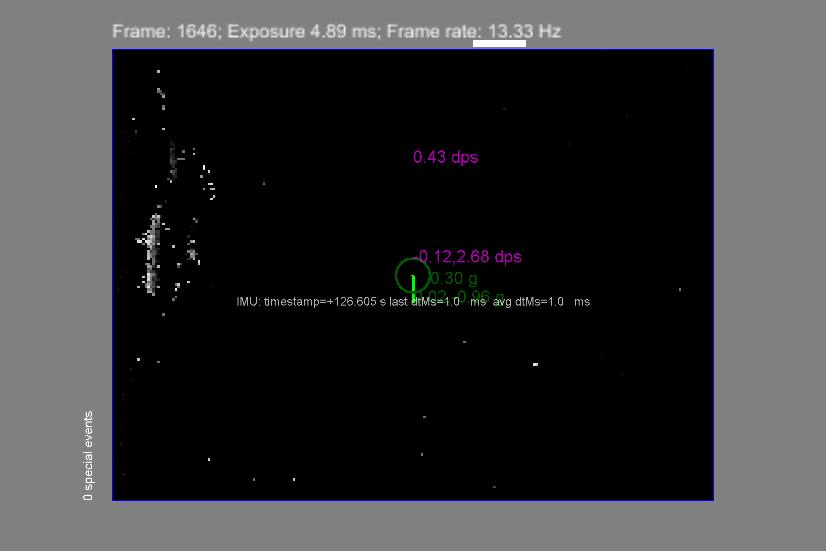 Frame: 1646; Exposure 4.89 ms; Frame rate: 13.33 Hz
0.43 dps
-0.12,2.68 dps
0.30 g
0.96 g
IMU: timestamp=+126.605 s last dtMs=1.0 ms avg dtMs=1.0 ms
0 special events